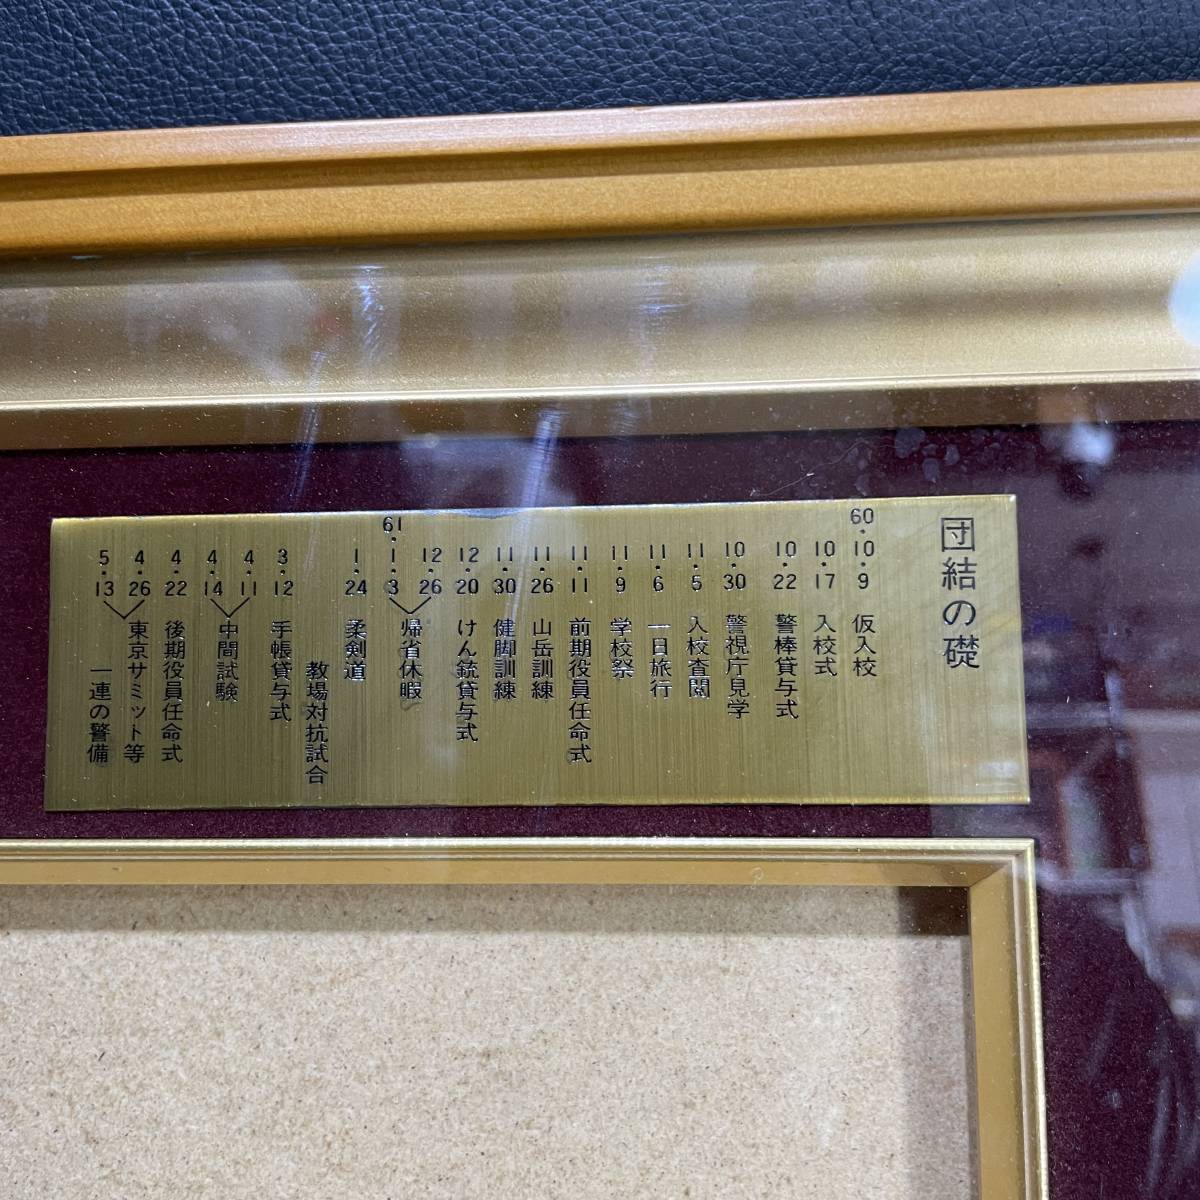 団結の礎
60・10・9 仮入校
10・17 入校式
10・22 警棒貸与式
10・30 警視庁見学
11・5 入校査閲
11・6 一日旅行
11・9 学校祭
11・11 前期役員任命式
11・26 山岳訓練
11・30 健脚訓練
12・20 けん銃貸与式
12・26
61・1・3 帰省休暇
1・24 柔剣道
教場対抗試合
3・12 手帳貸与式
4・11
4・14 中間試験
4・22 後期役員任命式
4・26 東京サミット等
5・13 一連の警備